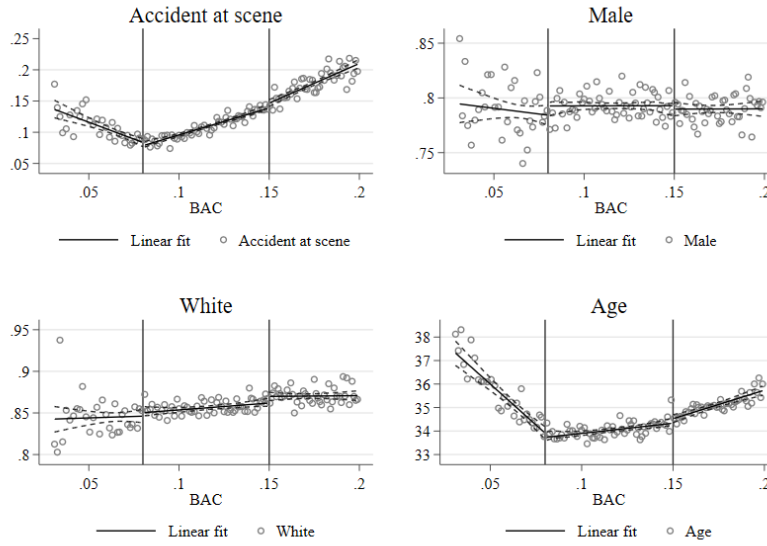 Accident at scene
.25
.2
.15
.1
.05
.05 .1 .15 .2
BAC
Linear fit Accident at scene
Male
.85
.8
.75
.05 .1 .15 .2
BAC
Linear fit Male
White
.95
.9
.85
.8
.05 .1 .15 .2
BAC
Linear fit White
Age
38
37
36
35
34
33
.05 .1 .15 .2
BAC
Linear fit Age